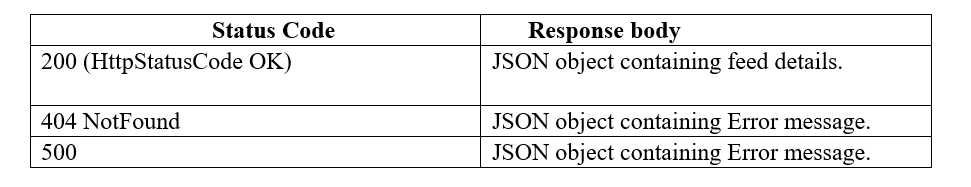 Status Code Response body
200 (HttpStatusCode OK) JSON object containing feed details.
404 NotFound JSON object containing Error message.
500 JSON object containing Error message.